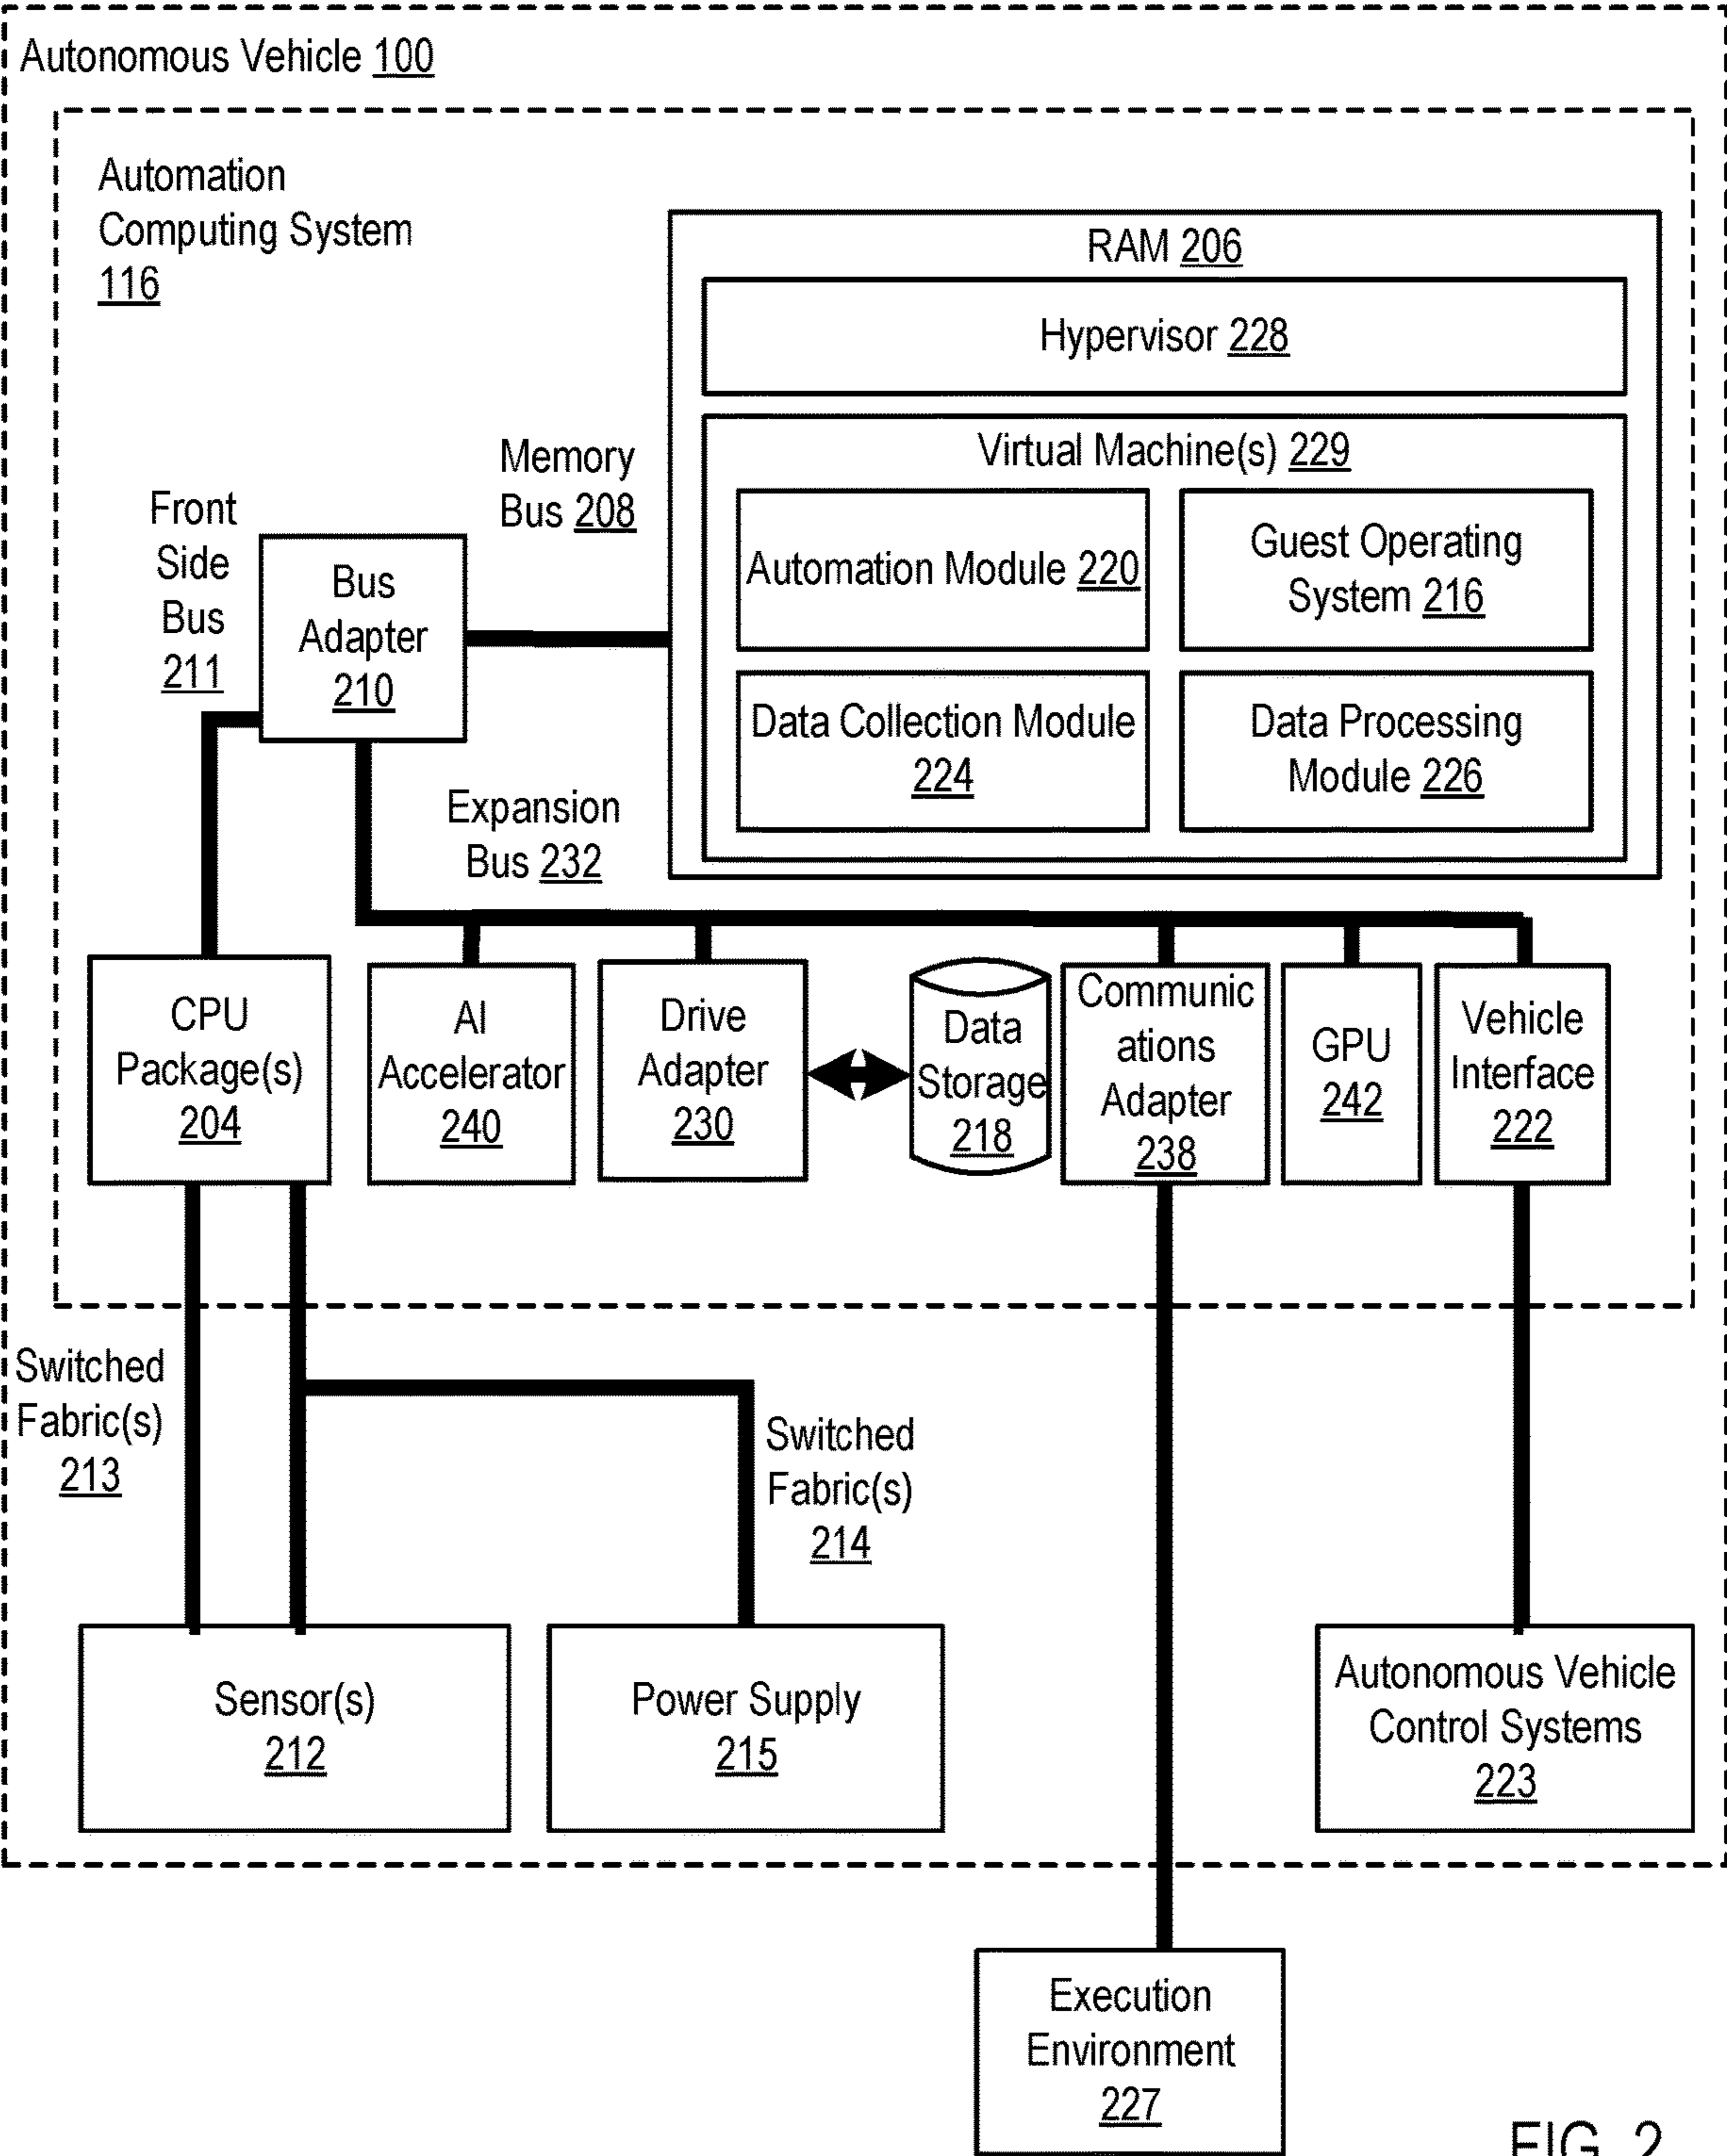 Autonomous Vehicle 100
Automation
Computing System
116
RAM 206
Hypervisor 228
Virtual Machine(s) 229
Automation Module 220
Guest Operating
System 216
Data Collection Module
224
Data Processing
Module 226
Memory
Bus 208
Front
Side
Bus
211
Bus
Adapter
210
Expansion
Bus 232
CPU
Package(s)
204
AI
Accelerator
240
Drive
Adapter
230
Data
Storage
218
Communic
ations
Adapter
238
GPU
242
Vehicle
Interface
222
Switched
Fabric(s)
213
Switched
Fabric(s)
214
Sensor(s)
212
Power Supply
215
Autonomous Vehicle
Control Systems
223
Execution
Environment
227
FIG. 2